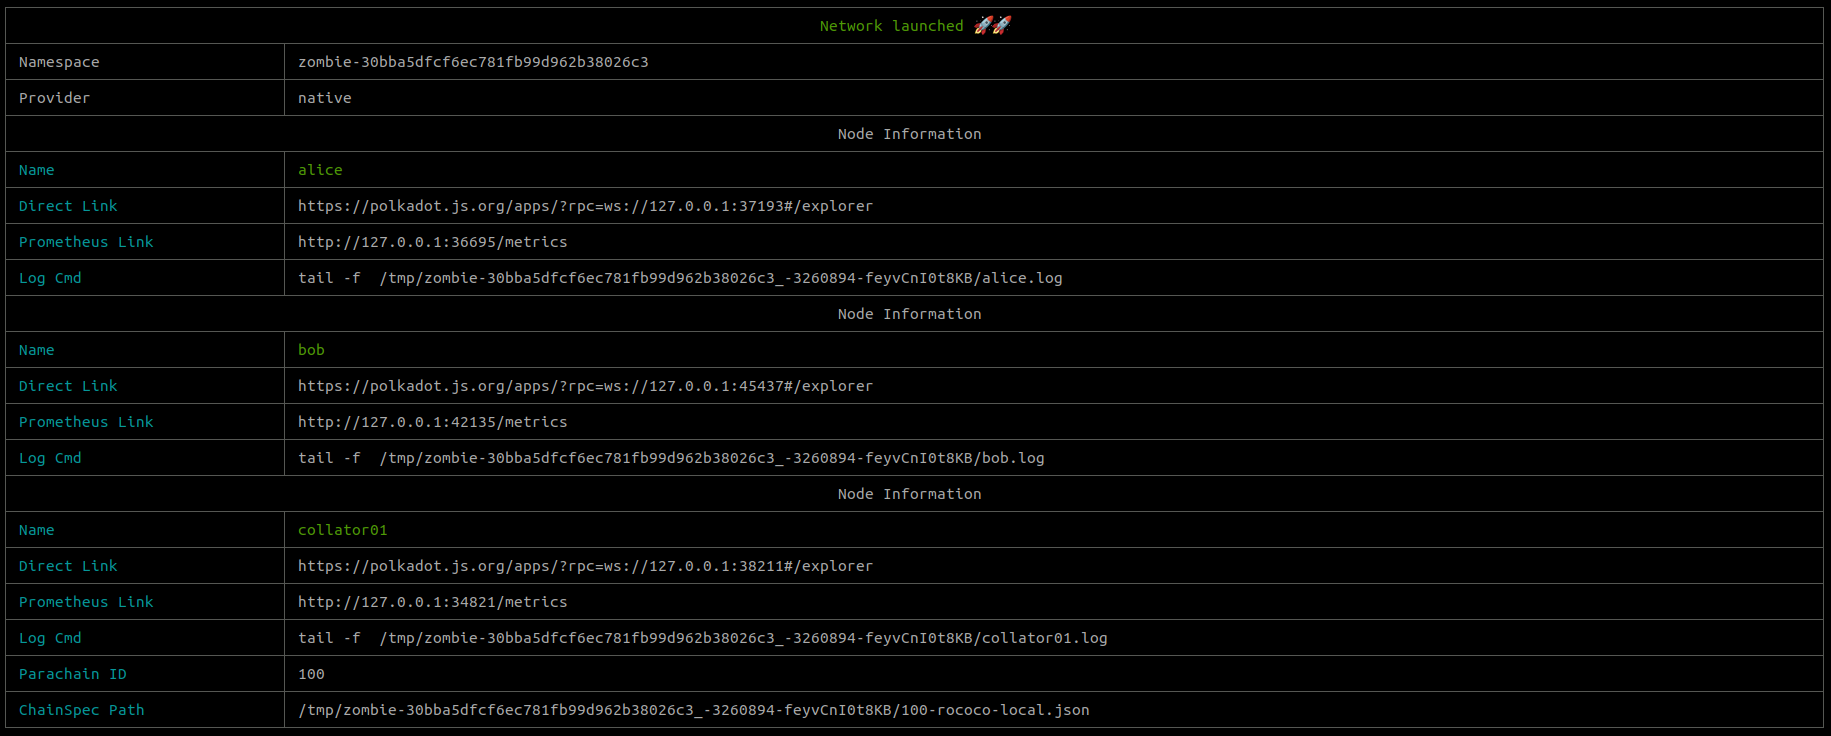 Network launched 🚀🚀
Namespace zombie-30bba5dfcf6ec781fb99d962b38026c3
Provider native
Node Information
Name alice
Direct Link https://polkadot.js.org/apps/?rpc=ws://127.0.0.1:37193#/explorer
Prometheus Link http://127.0.0.1:36695/metrics
Log Cmd tail -f  /tmp/zombie-30bba5dfcf6ec781fb99d962b38026c3_-3260894-feyvCnI0t8KB/alice.log
Node Information
Name bob
Direct Link https://polkadot.js.org/apps/?rpc=ws://127.0.0.1:45437#/explorer
Prometheus Link http://127.0.0.1:42135/metrics
Log Cmd tail -f  /tmp/zombie-30bba5dfcf6ec781fb99d962b38026c3_-3260894-feyvCnI0t8KB/bob.log
Node Information
Name collator01
Direct Link https://polkadot.js.org/apps/?rpc=ws://127.0.0.1:38211#/explorer
Prometheus Link http://127.0.0.1:34821/metrics
Log Cmd tail -f  /tmp/zombie-30bba5dfcf6ec781fb99d962b38026c3_-3260894-feyvCnI0t8KB/collator01.log
Parachain ID 100
ChainSpec Path /tmp/zombie-30bba5dfcf6ec781fb99d962b38026c3_-3260894-feyvCnI0t8KB/100-rococo-local.json